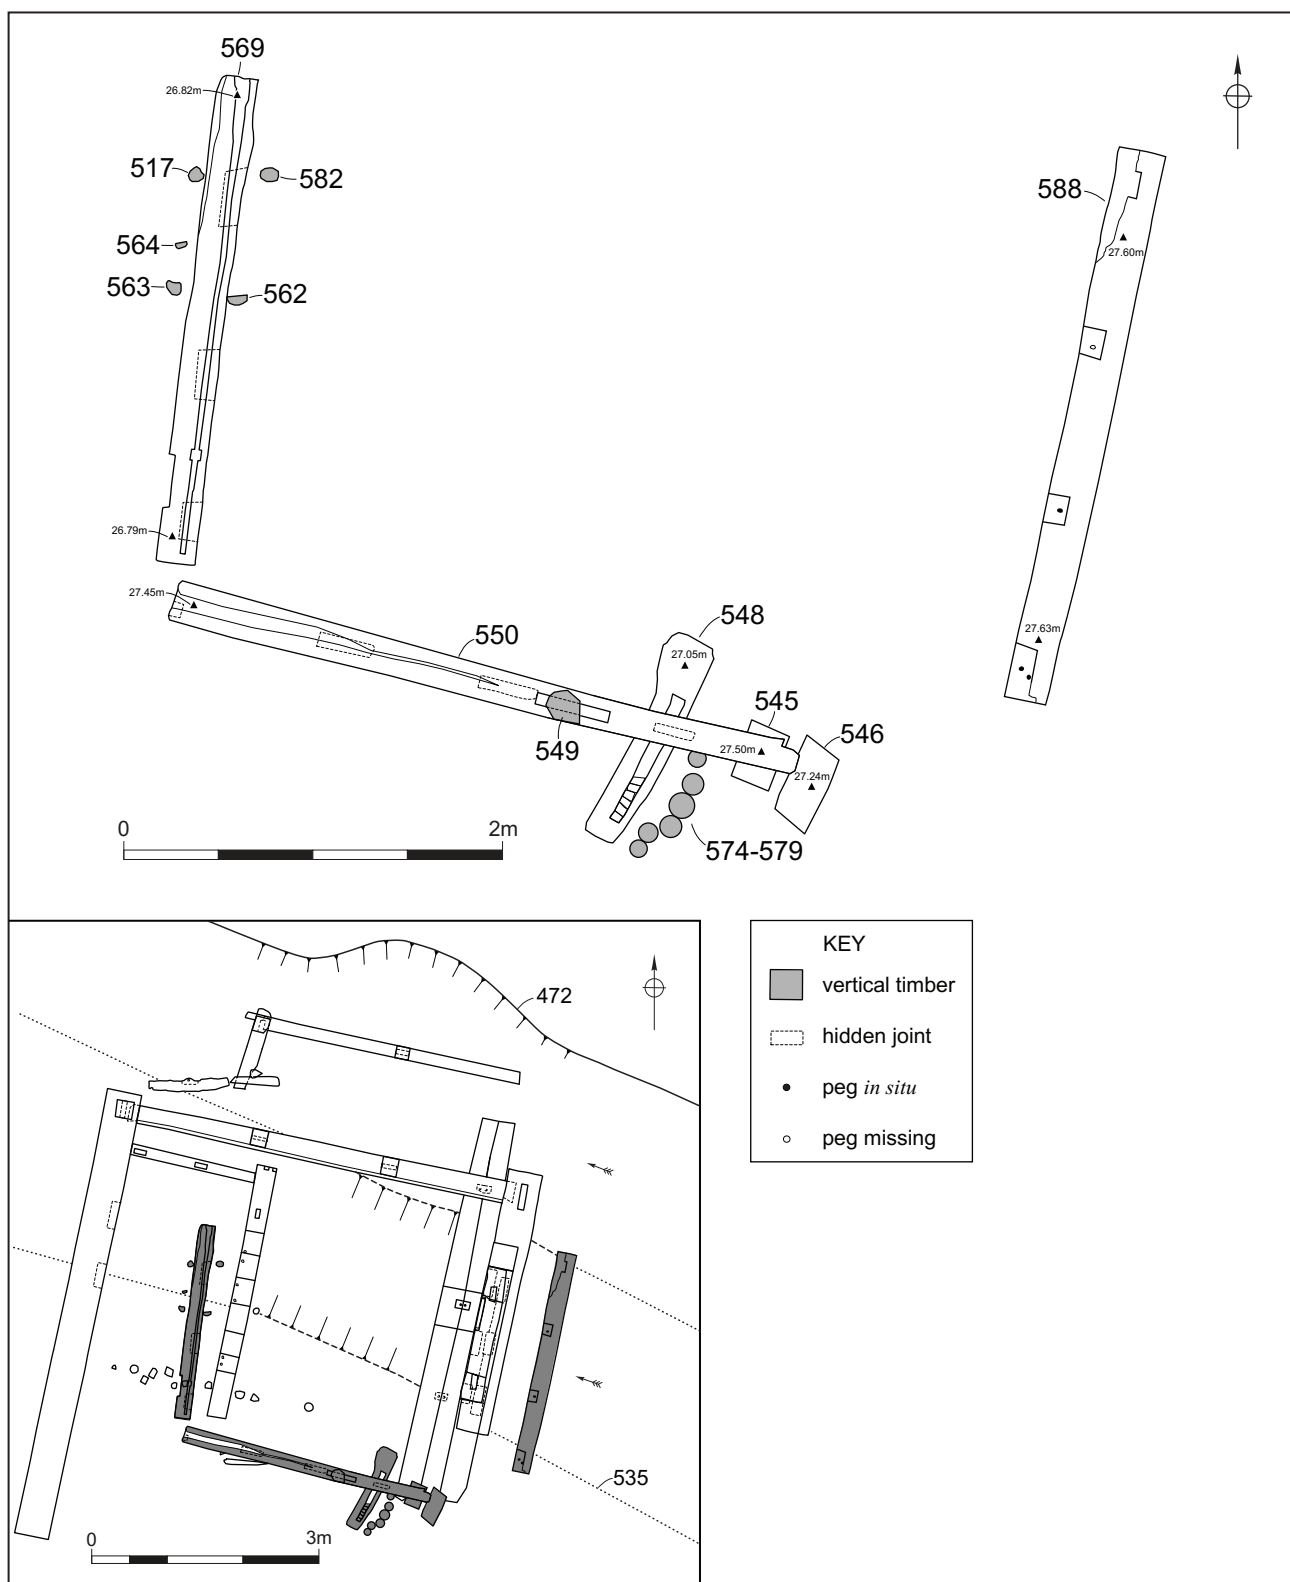 569
26.82m
517
582
588
564
27.60m
563
562
26.79m
27.45m
550
548
27.05m
27.63m
545
546
549
27.50m
27.24m
0 2m
574-579
KEY
vertical timber
hidden joint
peg in situ
peg missing
472
535
0 3m